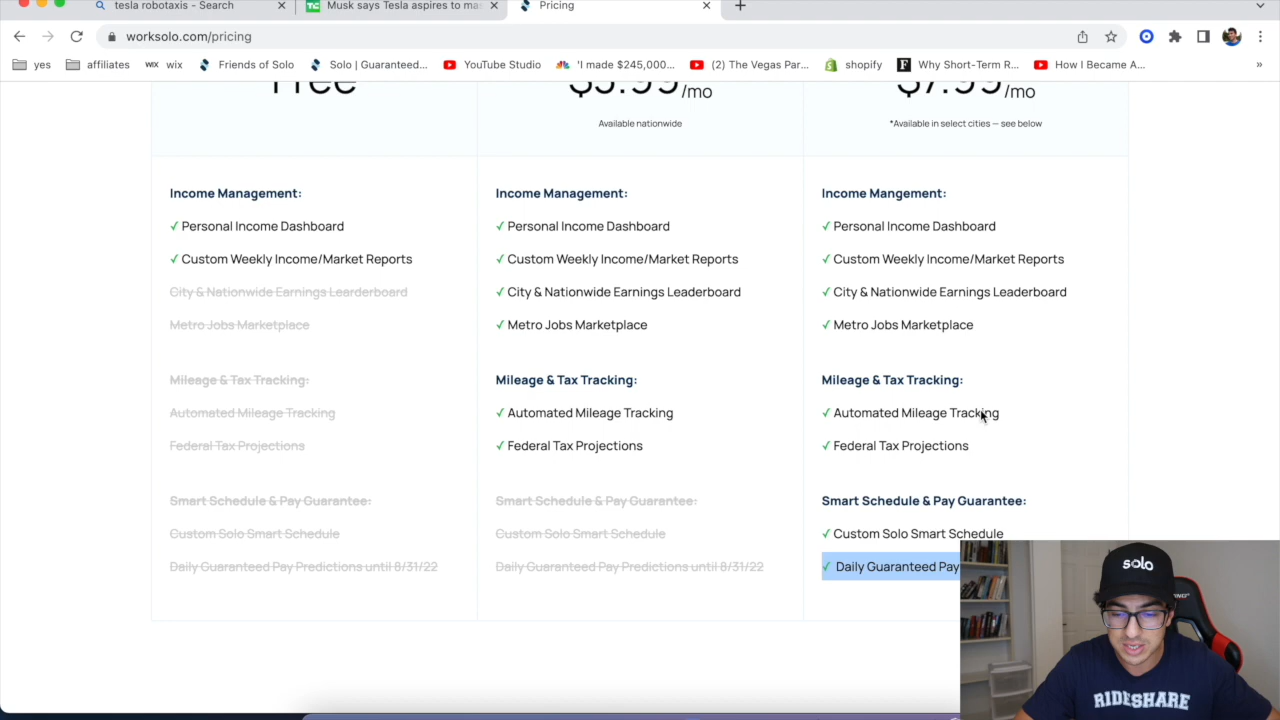 tesla robotaxis - Search
Musk says Tesla aspires to mas
Pricing
worksolo.com/pricing
yes
affiliates
WIX wix
Friends of Solo
Solo | Guaranteed...
YouTube Studio
'I made $245,000...
(2) The Vegas Par...
shopify
Why Short-Term R...
How I Became A...
»
Free
$5.99/mo
$7.99/mo
Available nationwide
*Available in select cities — see below
Income Management:
✓ Personal Income Dashboard
✓ Custom Weekly Income/Market Reports
City & Nationwide Earnings Learderboard
Metro Jobs Marketplace
Mileage & Tax Tracking:
Automated Mileage Tracking
Federal Tax Projections
Smart Schedule & Pay Guarantee:
Custom Solo Smart Schedule
Daily Guaranteed Pay Predictions until 8/31/22
Income Management:
✓ Personal Income Dashboard
✓ Custom Weekly Income/Market Reports
✓ City & Nationwide Earnings Leaderboard
✓ Metro Jobs Marketplace
Mileage & Tax Tracking:
✓ Automated Mileage Tracking
✓ Federal Tax Projections
Smart Schedule & Pay Guarantee:
Custom Solo Smart Schedule
Daily Guaranteed Pay Predictions until 8/31/22
Income Mangement:
✓ Personal Income Dashboard
✓ Custom Weekly Income/Market Reports
✓ City & Nationwide Earnings Leaderboard
✓ Metro Jobs Marketplace
Mileage & Tax Tracking:
✓ Automated Mileage Tracking
✓ Federal Tax Projections
Smart Schedule & Pay Guarantee:
✓ Custom Solo Smart Schedule
✓ Daily Guaranteed Pay
solo
RIDESHARE